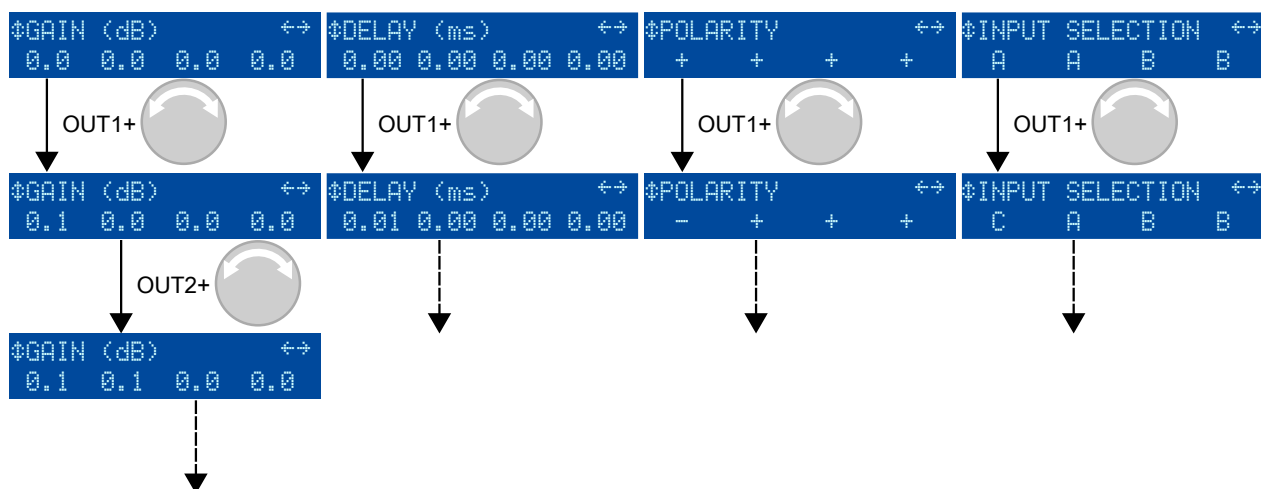 ⇕GAIN (dB) ←→
0.0 0.0 0.0 0.0
⇕DELAY (ms) ←→
0.00 0.00 0.00 0.00
⇕POLARITY ←→
+ + + +
⇕INPUT SELECTION ←→
A A B B
OUT1+
OUT1+
OUT1+
OUT1+
⇕GAIN (dB) ←→
0.1 0.0 0.0 0.0
⇕DELAY (ms) ←→
0.01 0.00 0.00 0.00
⇕POLARITY ←→
- + + +
⇕INPUT SELECTION ←→
C A B B
OUT2+
⇕GAIN (dB) ←→
0.1 0.1 0.0 0.0